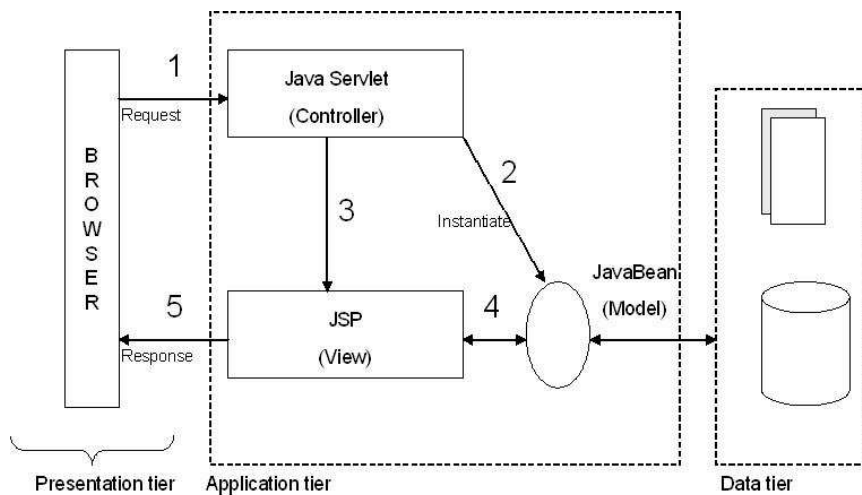 1
Request
BROWSER
Java Servlet
(Controller)
2
3
Instantiate
JavaBean
(Model)
JSP
(View)
4
5
Response
Presentation tier
Application tier
Data tier